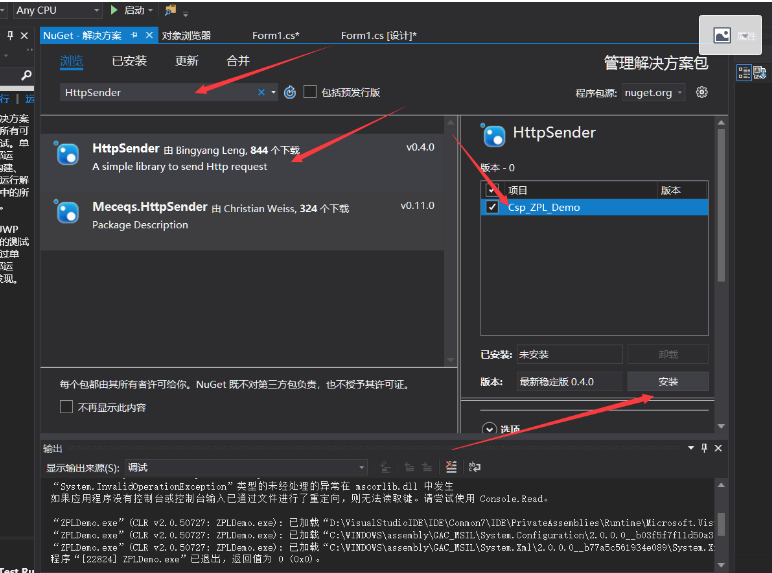 Any CPU
启动
NuGet - 解决方案
对象浏览器
Form1.cs*
Form1.cs [设计]*
浏览
已安装
更新
合并
管理解决方案包
HttpSender
包括预发行版
程序包源:
nuget.org
行
运
决方案
所有可
试。单
构建、
运行解
中的所
UWP
的测试
过单
发现。
Test Ru
HttpSender 由 Bingyang Leng, 844 个下载
v0.4.0
A simple library to send Http request
Meceqs.HttpSender 由 Christian Weiss, 324 个下载
v0.11.0
Package Description
每个包都由其所有者许可给你。NuGet 既不对第三方包负责，也不授予其许可证。
不再显示此内容
HttpSender
版本 - 0
项目
版本
Csp_ZPL_Demo
已安装:
未安装
卸载
版本:
最新稳定版 0.4.0
安装
选项
输出
显示输出来源(S):
调试
“System.InvalidOperationException”类型的未经处理的异常在 mscorlib.dll 中发生
如果应用程序没有控制台或控制台输入已通过文件进行了重定向，则无法读取键。请尝试使用 Console.Read。
“ZPLDemo.exe”(CLR v2.0.50727: ZPLDemo.exe): 已加载“D:\VisualStudioIDE\IDE\Common7\IDE\PrivateAssemblies\Runtime\Microsoft.Vis
“ZPLDemo.exe”(CLR v2.0.50727: ZPLDemo.exe): 已加载“C:\WINDOWS\assembly\GAC_MSIL\System.Configuration\2.0.0.0__b03f5f7f11d50a3
“ZPLDemo.exe”(CLR v2.0.50727: ZPLDemo.exe): 已加载“C:\WINDOWS\assembly\GAC_MSIL\System.Xml\2.0.0.0__b77a5c561934e089\System.X
程序“[22824] ZPLDemo.exe”已退出，返回值为 0 (0x0)。